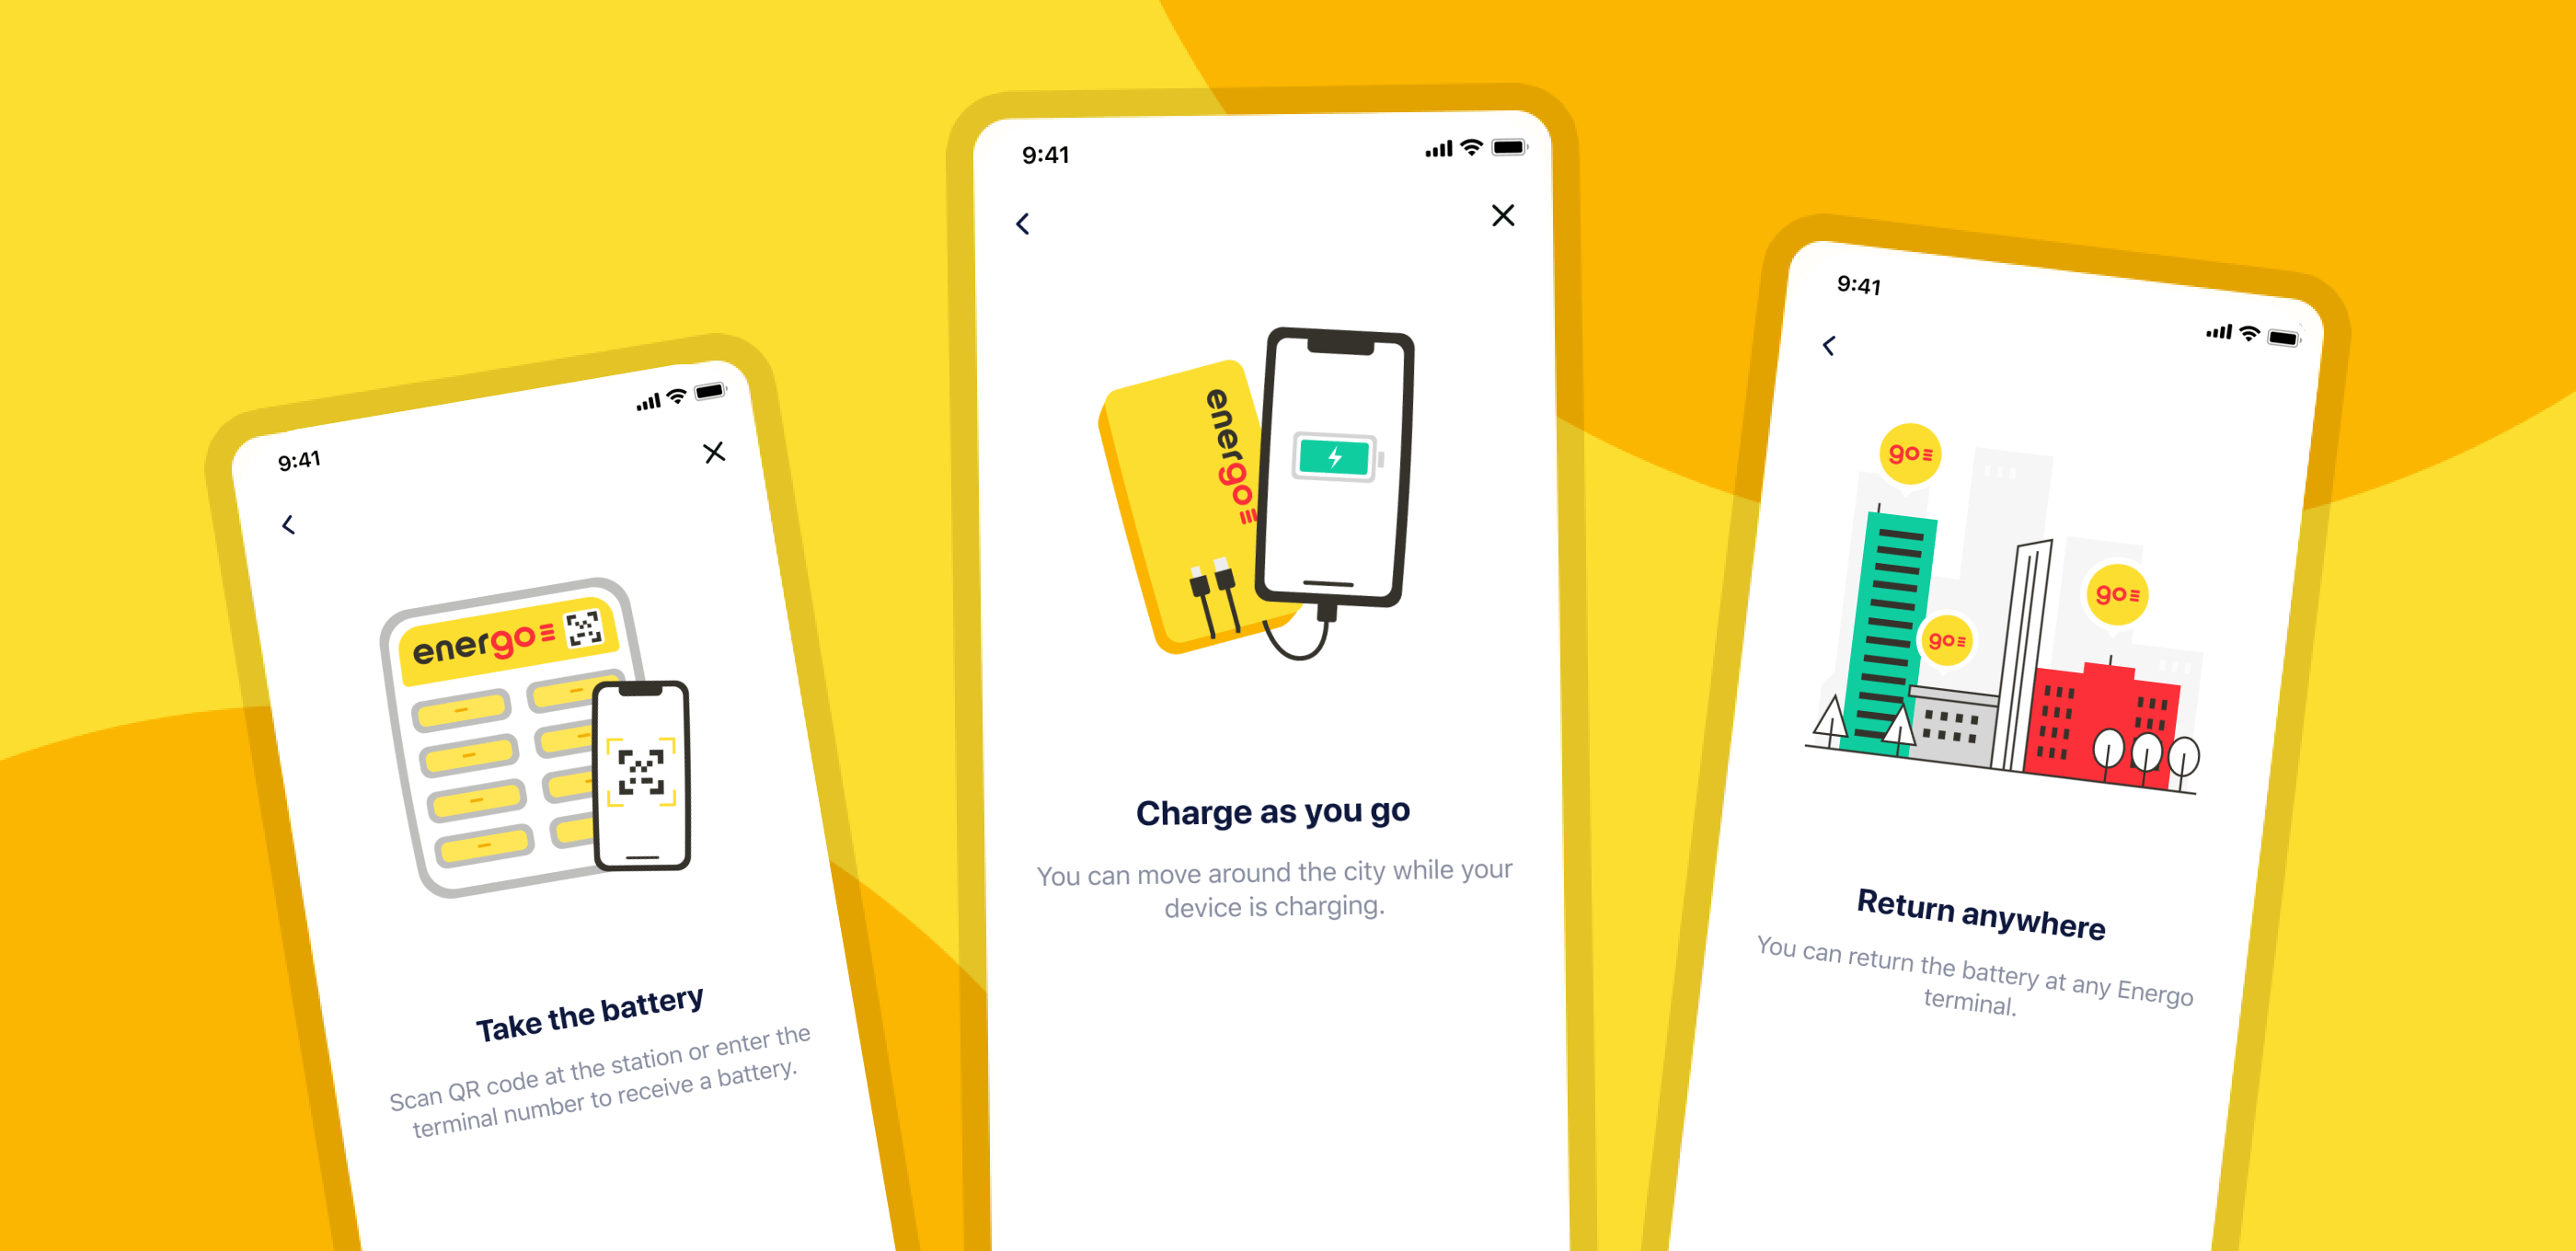 9:41
energo
Take the battery
Scan QR code at the station or enter the
terminal number to receive a battery.
9:41
energo
Charge as you go
You can move around the city while your
device is charging.
9:41
go
go
go
Return anywhere
You can return the battery at any Energo
terminal.